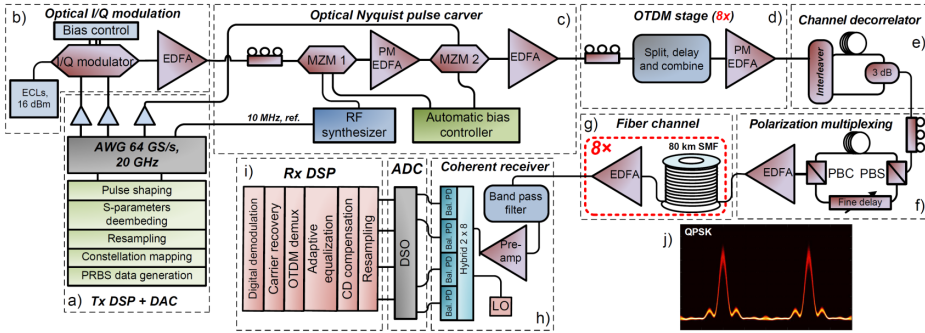 b)
Optical I/Q modulation
Bias control
I/Q modulator
EDFA
ECLs,
16 dBm
Optical Nyquist pulse carver
c)
MZM 1
PM
EDFA
MZM 2
EDFA
10 MHz, ref.
RF
synthesizer
Automatic bias
controller
OTDM stage (8x)
d)
Split, delay
and combine
PM
EDFA
Channel decorrelator
e)
Interleaver
3 dB
AWG 64 GS/s,
20 GHz
Pulse shaping
S-parameters
deembeding
Resampling
Constellation mapping
PRBS data generation
a) Tx DSP + DAC
i)
Rx DSP
Digital demodulation
Carrier recovery
OTDM demux
Adaptive
equalization
CD compensation
Resampling
ADC
DSO
Coherent receiver
Bal. PD
Bal. PD
Bal. PD
Bal. PD
Hybrid 2 x 8
Band pass
filter
Pre-
amp
LO
h)
g)
Fiber channel
8×
80 km SMF
EDFA
Polarization multiplexing
EDFA
PBC
PBS
Fine delay
f)
j)
QPSK